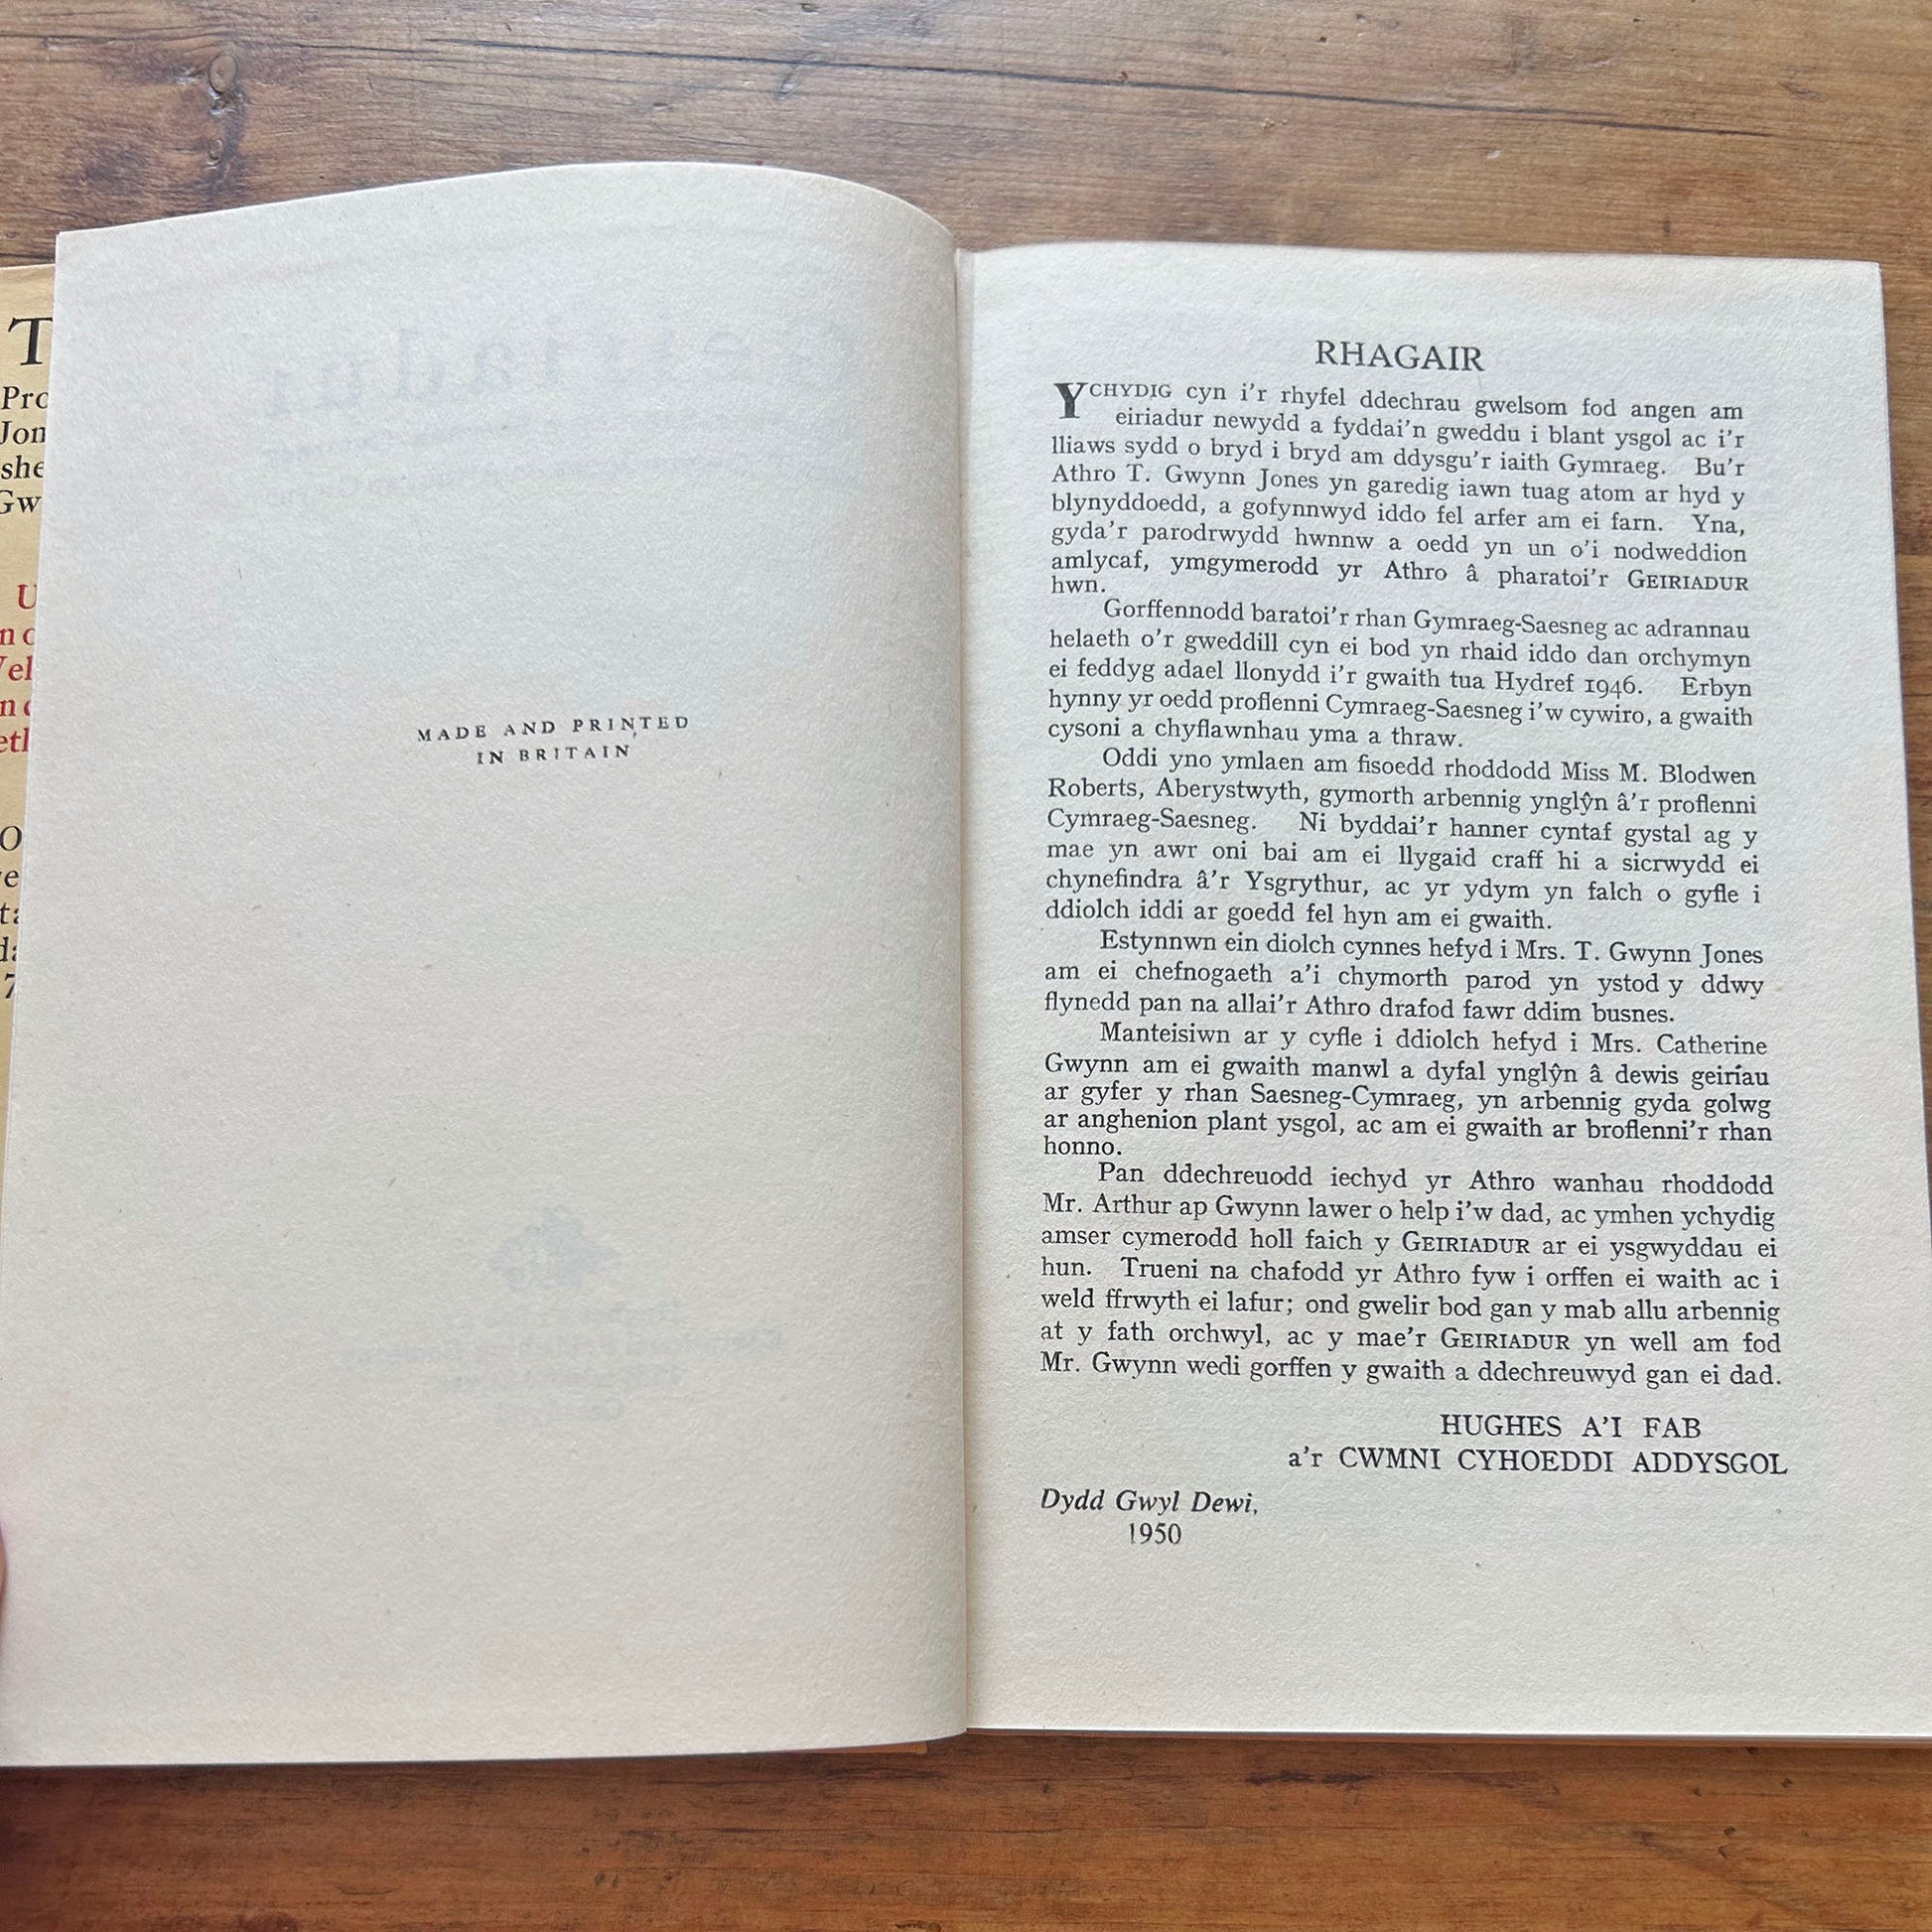 T
Pro
Jon
she
Gw
MADE AND PRINTED
IN BRITAIN
RHAGAIR
YCHYDIG cyn i'r rhyfel ddechrau gwelsom fod angen am
eiriadur newydd a fyddai'n gweddu i blant ysgol ac i'r
lliaws sydd o bryd i bryd am ddysgu'r iaith Gymraeg. Bu'r
Athro T. Gwynn Jones yn garedig iawn tuag atom ar hyd y
blynyddoedd, a gofynnwyd iddo fel arfer am ei farn. Yna,
gyda'r parodrwydd hwnnw a oedd yn un o'i nodweddion
amlycaf, ymgymerodd yr Athro â pharatoi'r GEIRIADUR
hwn.
Gorffennodd baratoi'r rhan Gymraeg-Saesneg ac adrannau
helaeth o'r gweddill cyn ei bod yn rhaid iddo dan orchymyn
ei feddyg adael llonydd i'r gwaith tua Hydref 1946. Erbyn
hynny yr oedd proflenni Cymraeg-Saesneg i'w cywiro, a gwaith
cysoni a chyflawnhau yma a thraw.
Oddi yno ymlaen am fisoedd rhoddodd Miss M. Blodwen
Roberts, Aberystwyth, gymorth arbennig ynglŷn â'r proflenni
Cymraeg-Saesneg. Ni byddai'r hanner cyntaf gystal ag y
mae yn awr oni bai am ei llygaid craff hi a sicrwydd ei
chynefindra â'r Ysgrythur, ac yr ydym yn falch o gyfle i
ddiolch iddi ar goedd fel hyn am ei gwaith.
Estynnwn ein diolch cynnes hefyd i Mrs. T. Gwynn Jones
am ei chefnogaeth a'i chymorth parod yn ystod y ddwy
flynedd pan na allai'r Athro drafod fawr ddim busnes.
Manteisiwn ar y cyfle i ddiolch hefyd i Mrs. Catherine
Gwynn am ei gwaith manwl a dyfal ynglŷn â dewis geiriau
ar gyfer y rhan Saesneg-Cymraeg, yn arbennig gyda golwg
ar anghenion plant ysgol, ac am ei gwaith ar broflenni'r rhan
honno.
Pan ddechreuodd iechyd yr Athro wanhau rhoddodd
Mr. Arthur ap Gwynn lawer o help i'w dad, ac ymhen ychydig
amser cymerodd holl faich y GEIRIADUR ar ei ysgwyddau ei
hun. Trueni na chafodd yr Athro fyw i orffen ei waith ac i
weld ffrwyth ei lafur; ond gwelir bod gan y mab allu arbennig
at y fath orchwyl, ac y mae'r GEIRIADUR yn well am fod
Mr. Gwynn wedi gorffen y gwaith a ddechreuwyd gan ei dad.
HUGHES A'I FAB
a'r CWMNI CYHOEDDI ADDYSGOL
Dydd Gwyl Dewi,
1950